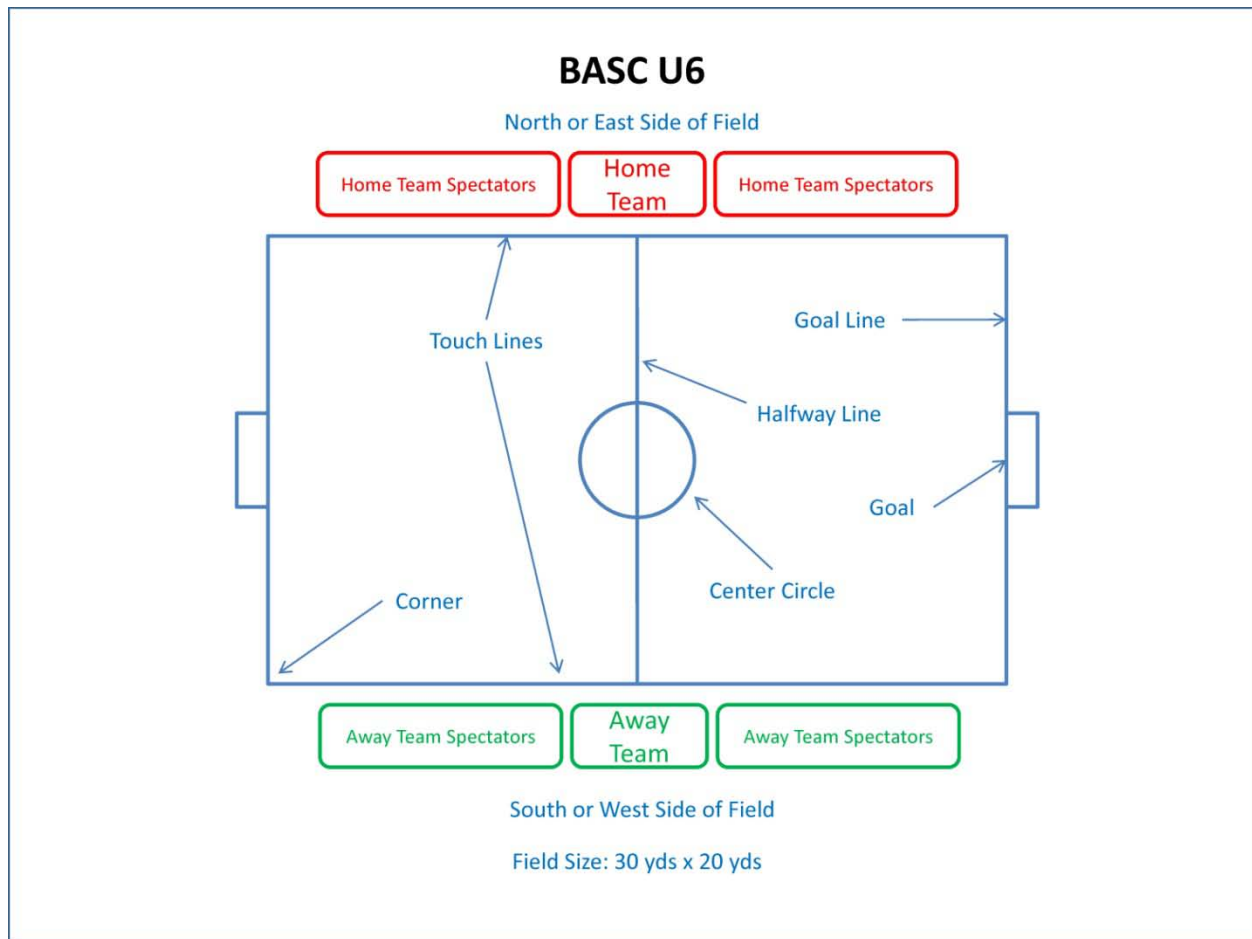 BASC U6
North or East Side of Field
Home Team Spectators
Home
Team
Home Team Spectators
Touch Lines
Goal Line
Halfway Line
Goal
Center Circle
Corner
Away Team Spectators
Away
Team
Away Team Spectators
South or West Side of Field
Field Size: 30 yds x 20 yds